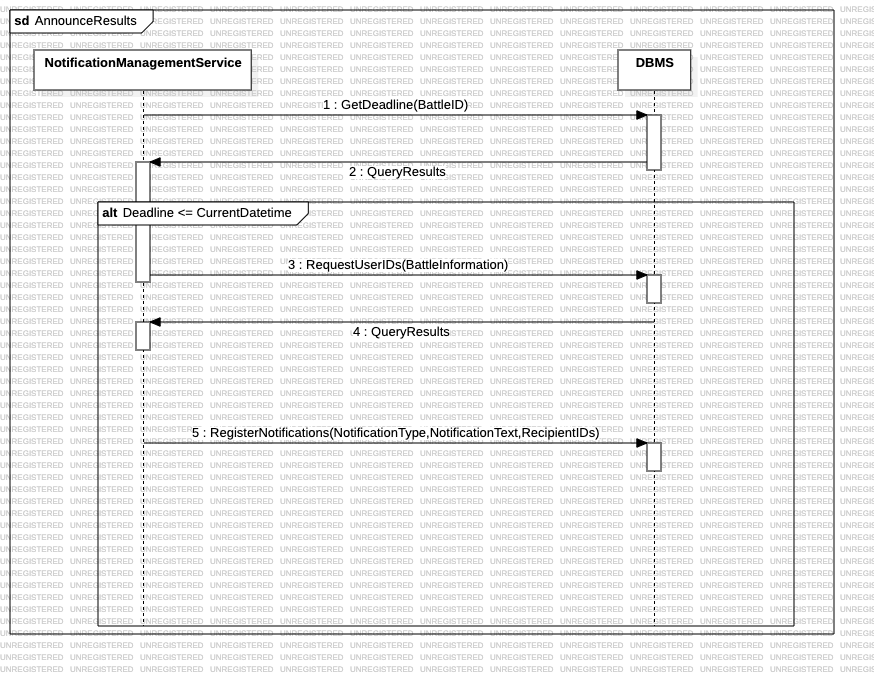 sd AnnounceResults
NotificationManagementService
DBMS
1 : GetDeadline(BattleID)
2 : QueryResults
alt Deadline <= CurrentDatetime
3 : RequestUserIDs(BattleInformation)
4 : QueryResults
5 : RegisterNotifications(NotificationType,NotificationText,RecipientIDs)
UNREGISTERED